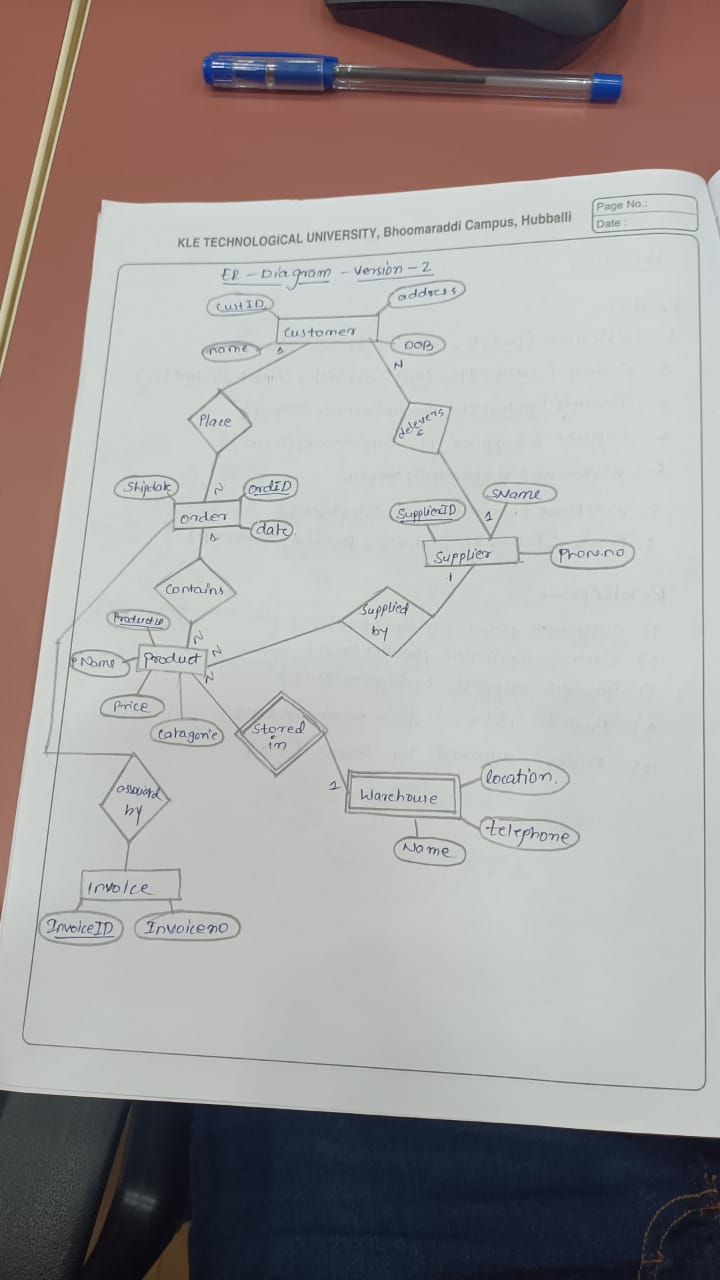 Page No.:
Date :
KLE TECHNOLOGICAL UNIVERSITY, Bhoomaraddi Campus, Hubballi
ER - Diagram - Version - 2
CustID
address
Customer
name
DOB
1
N
Place
delevers
N
Shipdate
OrdID
SName
SupplierID
1
Order
date
1
Supplier
Phone.no
1
Contains
Supplied
by
ProductID
N
N
PName
Product
N
Price
Catagorie
Stored
in
1
Warehouse
location.
telephone
Name
by
Invoice
InvoiceID
Invoiceno